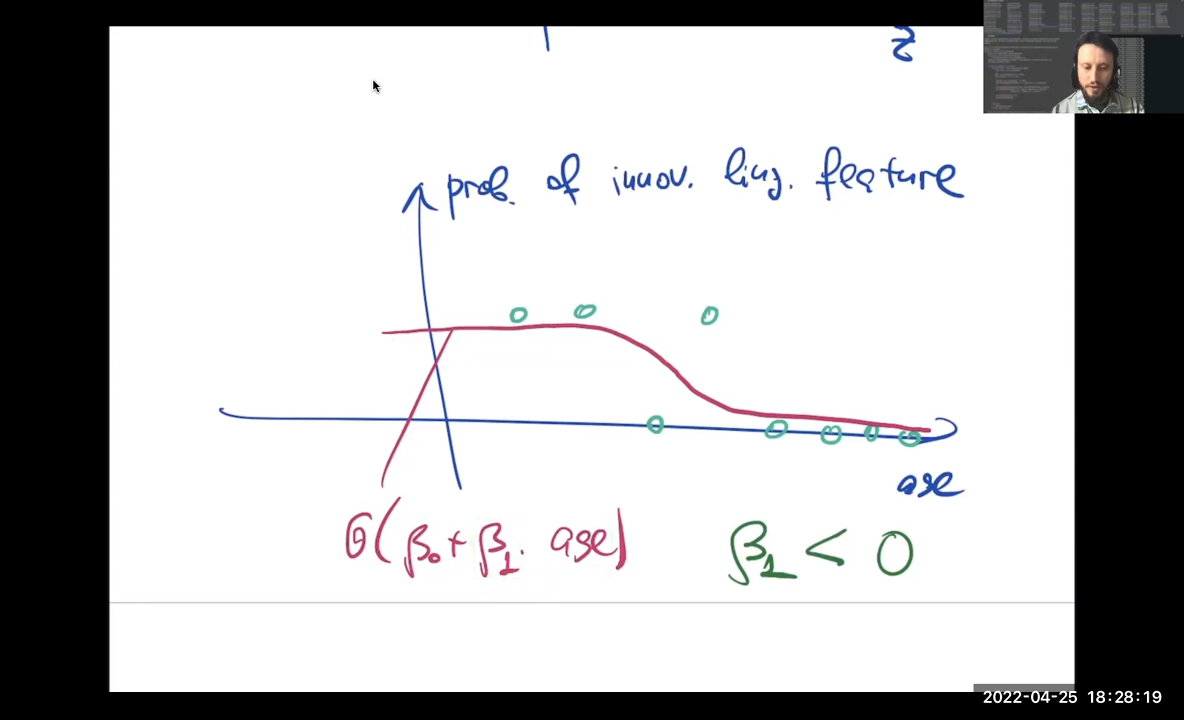 z
prob. of innov. ling. feature
age
σ(β₀ + β₁ · age) β₁ < 0
2022-04-25 18:28:19